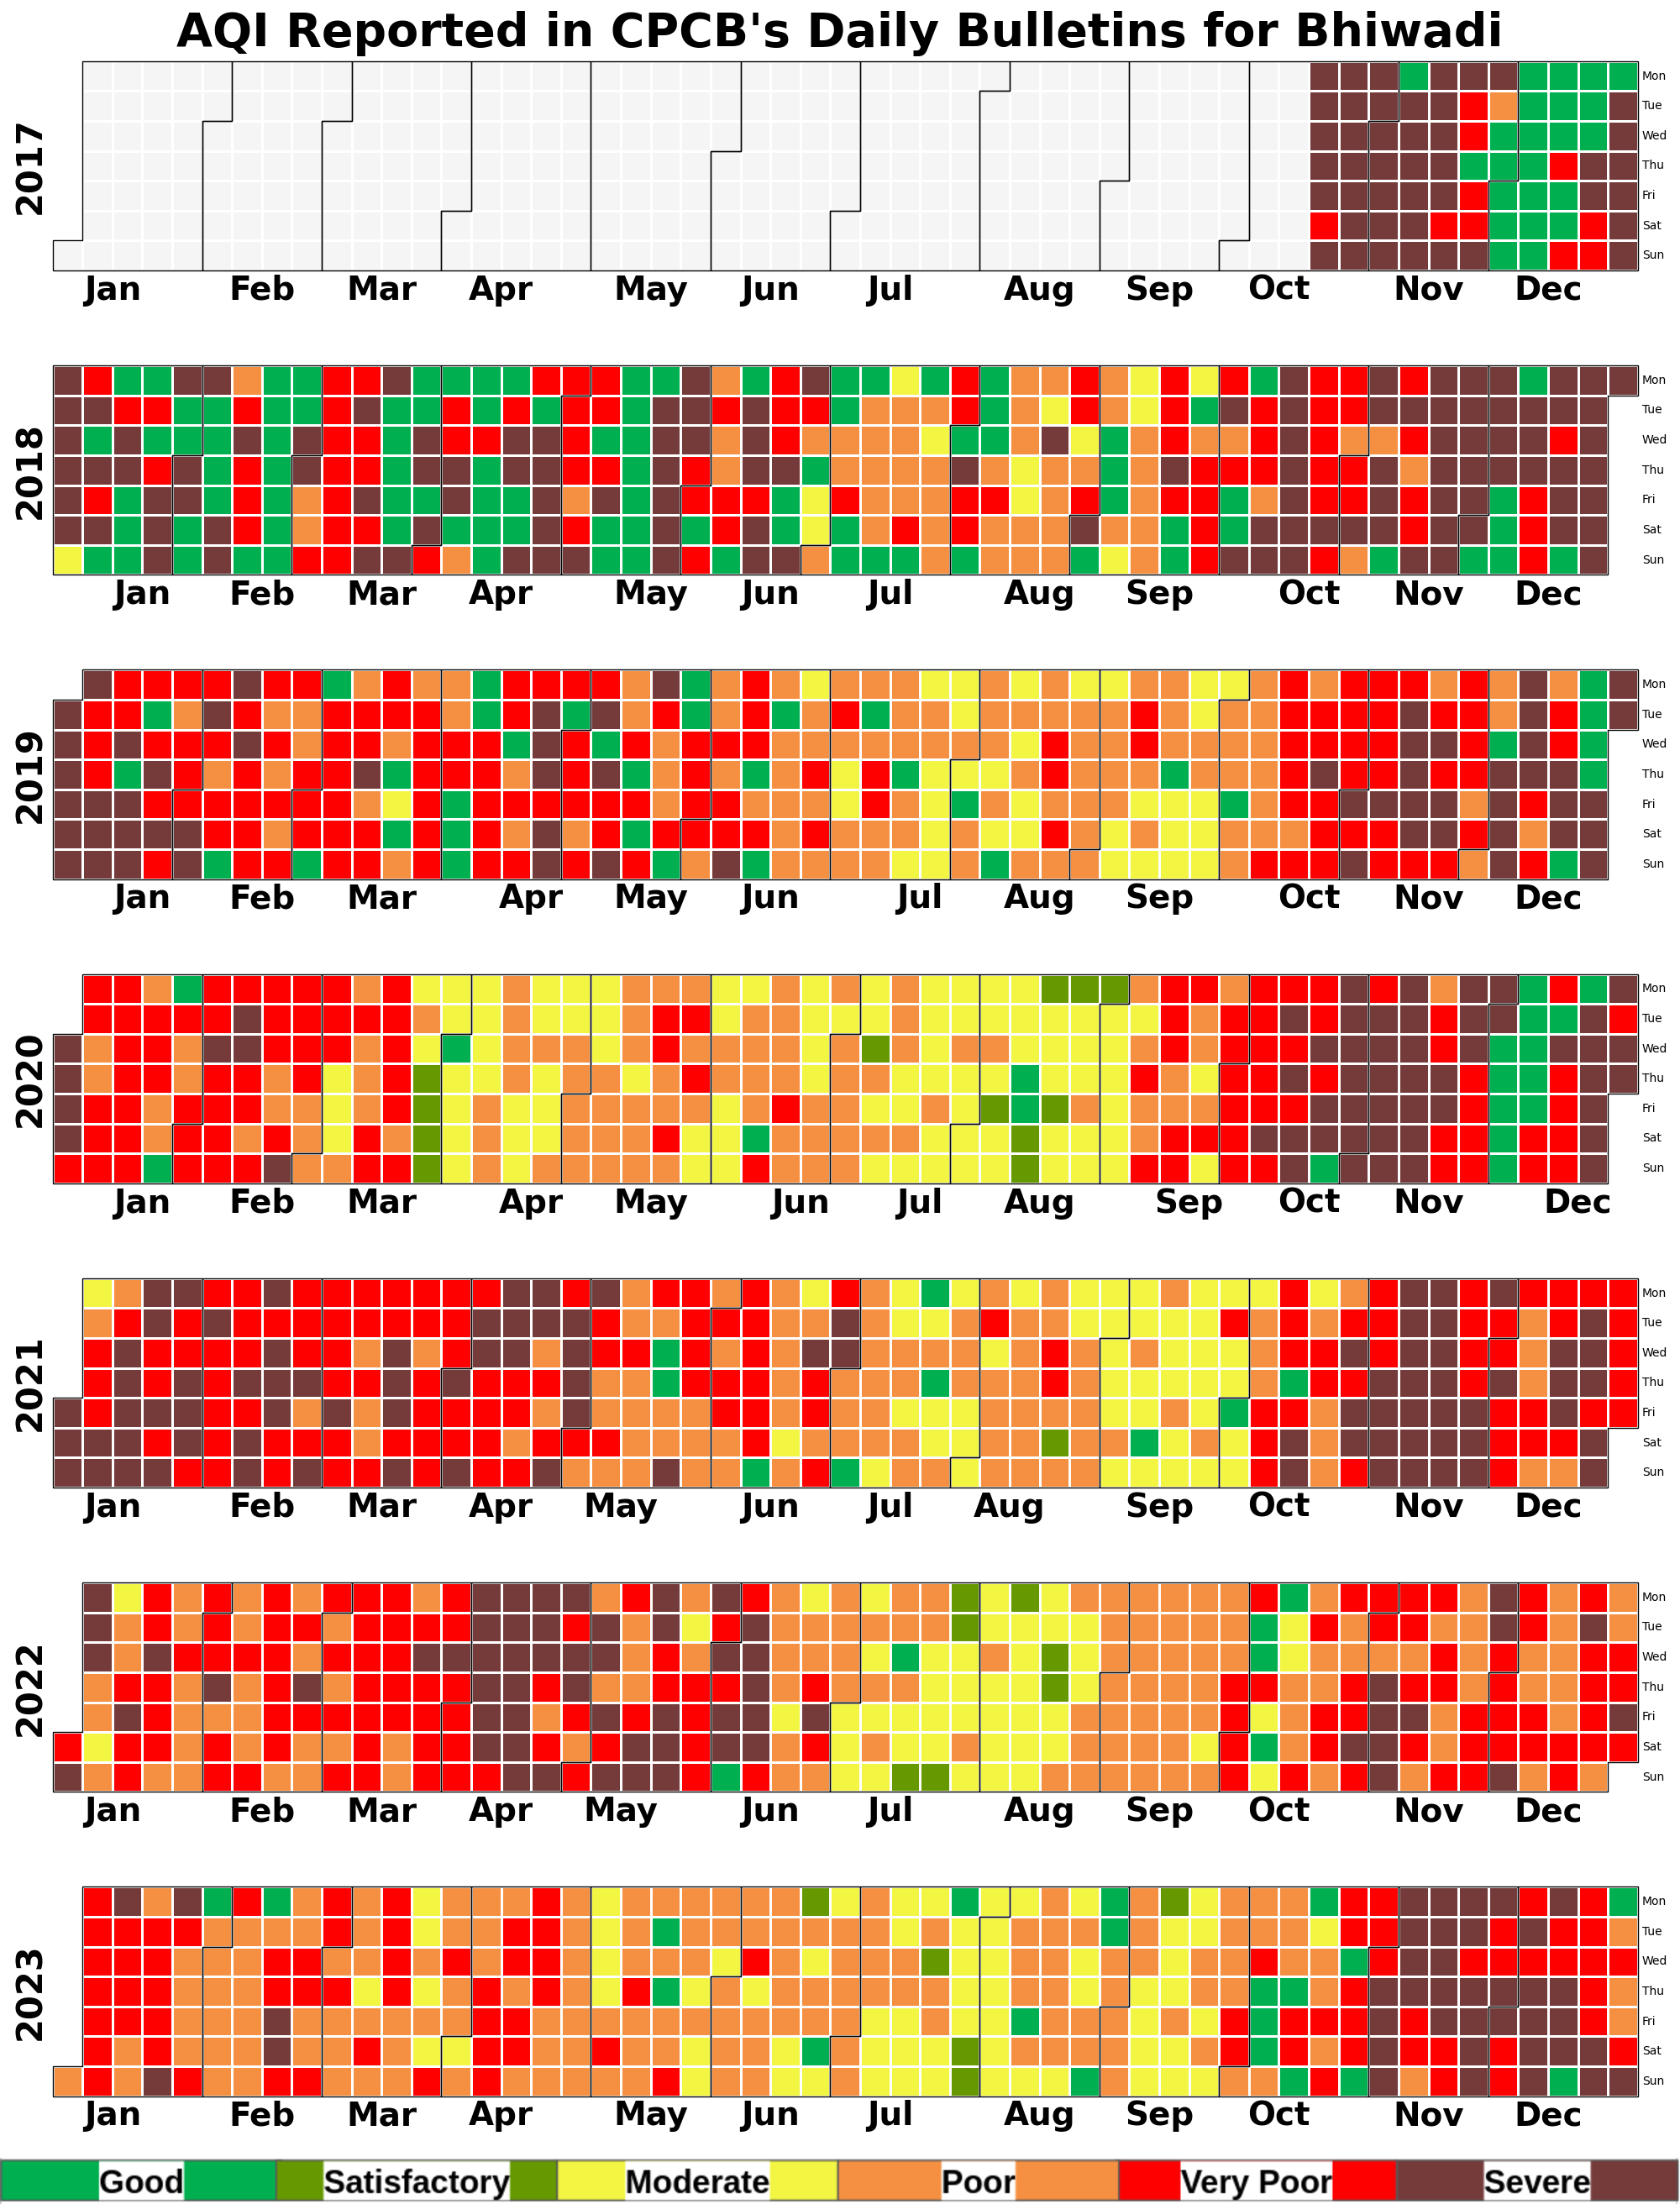 AQI Reported in CPCB's Daily Bulletins for Bhiwadi
2017
Mon
Tue
Wed
Thu
Fri
Sat
Sun
Jan Feb Mar Apr May Jun Jul Aug Sep Oct Nov Dec
2018
Mon
Tue
Wed
Thu
Fri
Sat
Sun
Jan Feb Mar Apr May Jun Jul Aug Sep Oct Nov Dec
2019
Mon
Tue
Wed
Thu
Fri
Sat
Sun
Jan Feb Mar Apr May Jun Jul Aug Sep Oct Nov Dec
2020
Mon
Tue
Wed
Thu
Fri
Sat
Sun
Jan Feb Mar Apr May Jun Jul Aug Sep Oct Nov Dec
2021
Mon
Tue
Wed
Thu
Fri
Sat
Sun
Jan Feb Mar Apr May Jun Jul Aug Sep Oct Nov Dec
2022
Mon
Tue
Wed
Thu
Fri
Sat
Sun
Jan Feb Mar Apr May Jun Jul Aug Sep Oct Nov Dec
2023
Mon
Tue
Wed
Thu
Fri
Sat
Sun
Jan Feb Mar Apr May Jun Jul Aug Sep Oct Nov Dec
Good Satisfactory Moderate Poor Very Poor Severe